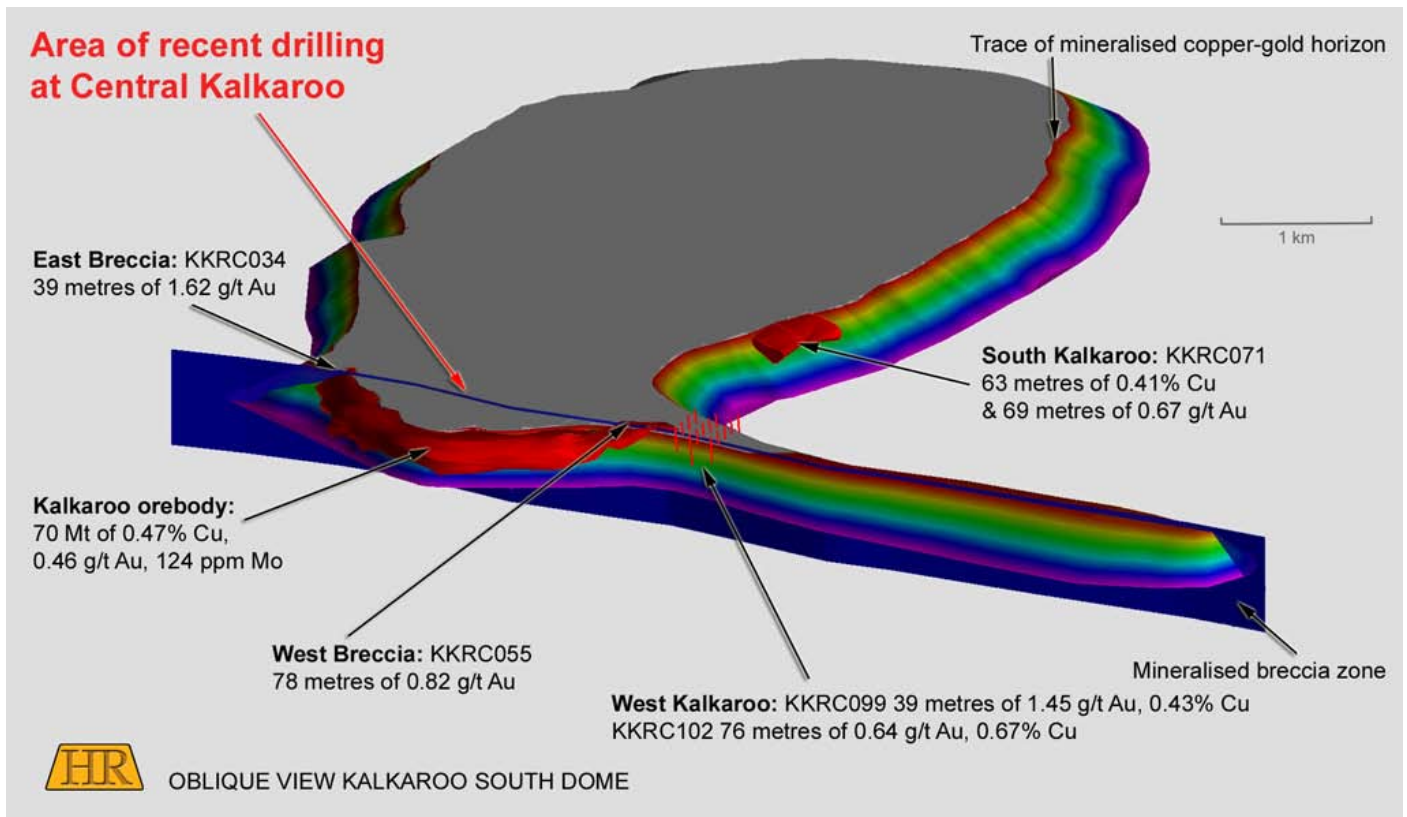 Area of recent drilling
at Central Kalkaroo
Trace of mineralised copper-gold horizon
1 km
East Breccia: KKRC034
39 metres of 1.62 g/t Au
South Kalkaroo: KKRC071
63 metres of 0.41% Cu
& 69 metres of 0.67 g/t Au
Kalkaroo orebody:
70 Mt of 0.47% Cu,
0.46 g/t Au, 124 ppm Mo
West Breccia: KKRC055
78 metres of 0.82 g/t Au
Mineralised breccia zone
West Kalkaroo: KKRC099 39 metres of 1.45 g/t Au, 0.43% Cu
KKRC102 76 metres of 0.64 g/t Au, 0.67% Cu
HR
OBLIQUE VIEW KALKAROO SOUTH DOME